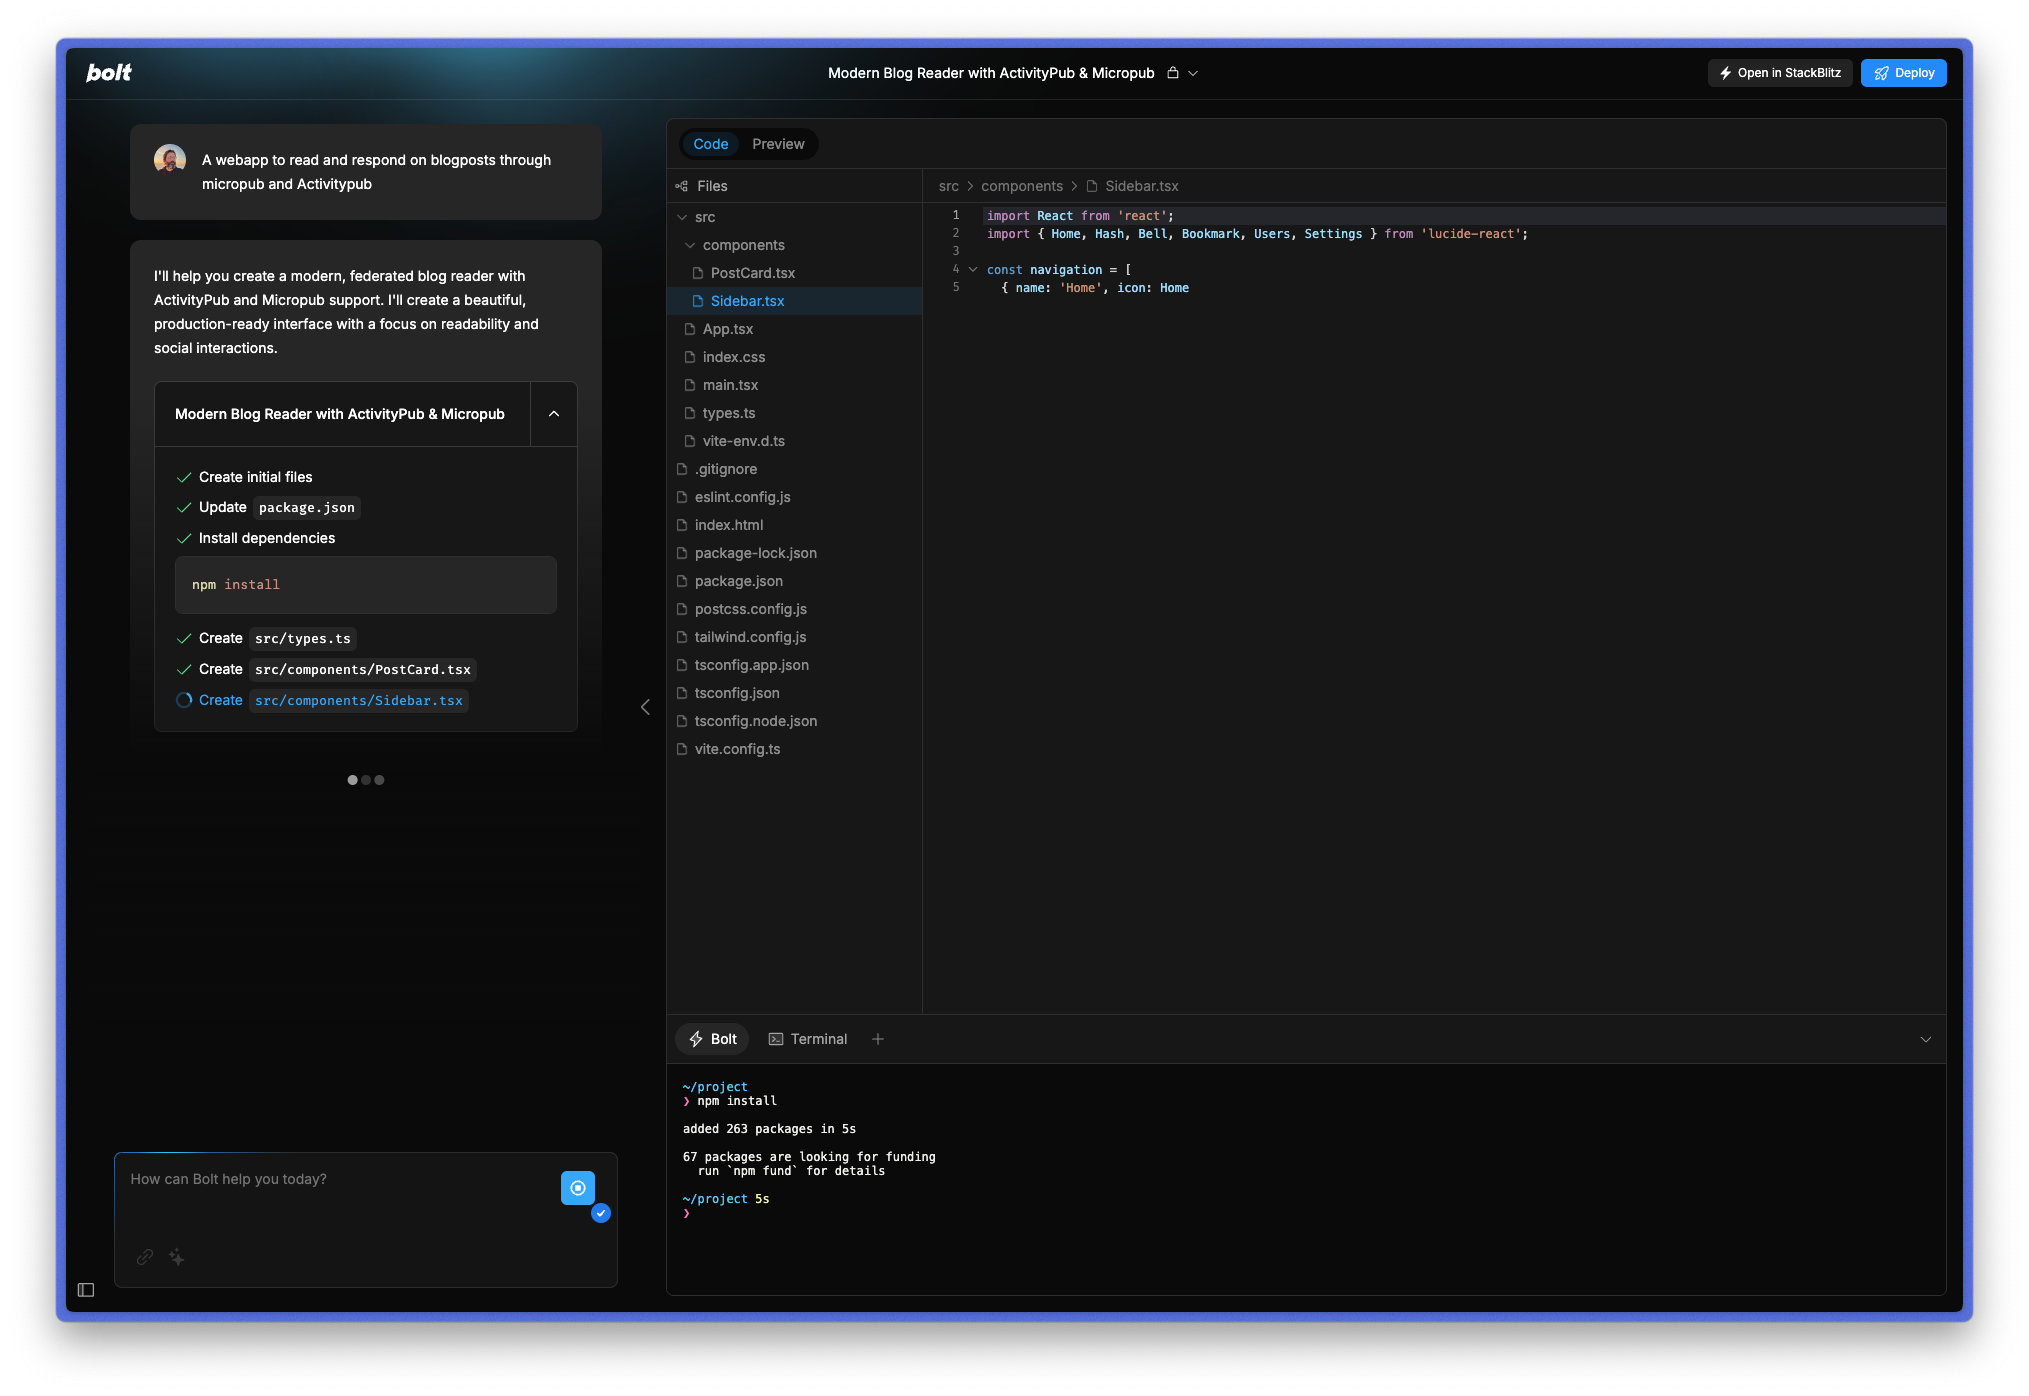 bolt
Modern Blog Reader with ActivityPub & Micropub
Open in StackBlitz
Deploy
A webapp to read and respond on blogposts through
micropub and Activitypub
I'll help you create a modern, federated blog reader with
ActivityPub and Micropub support. I'll create a beautiful,
production-ready interface with a focus on readability and
social interactions.
Modern Blog Reader with ActivityPub & Micropub
Create initial files
Update package.json
Install dependencies
npm install
Create src/types.ts
Create src/components/PostCard.tsx
Create src/components/Sidebar.tsx
How can Bolt help you today?
Code Preview
Files
src
components
PostCard.tsx
Sidebar.tsx
App.tsx
index.css
main.tsx
types.ts
vite-env.d.ts
.gitignore
eslint.config.js
index.html
package-lock.json
package.json
postcss.config.js
tailwind.config.js
tsconfig.app.json
tsconfig.json
tsconfig.node.json
vite.config.ts
src > components > Sidebar.tsx
1 import React from 'react';
2 import { Home, Hash, Bell, Bookmark, Users, Settings } from 'lucide-react';
3
4 const navigation = [
5 { name: 'Home', icon: Home
Bolt Terminal +
~/project
❯ npm install
added 263 packages in 5s
67 packages are looking for funding
run `npm fund` for details
~/project 5s
❯